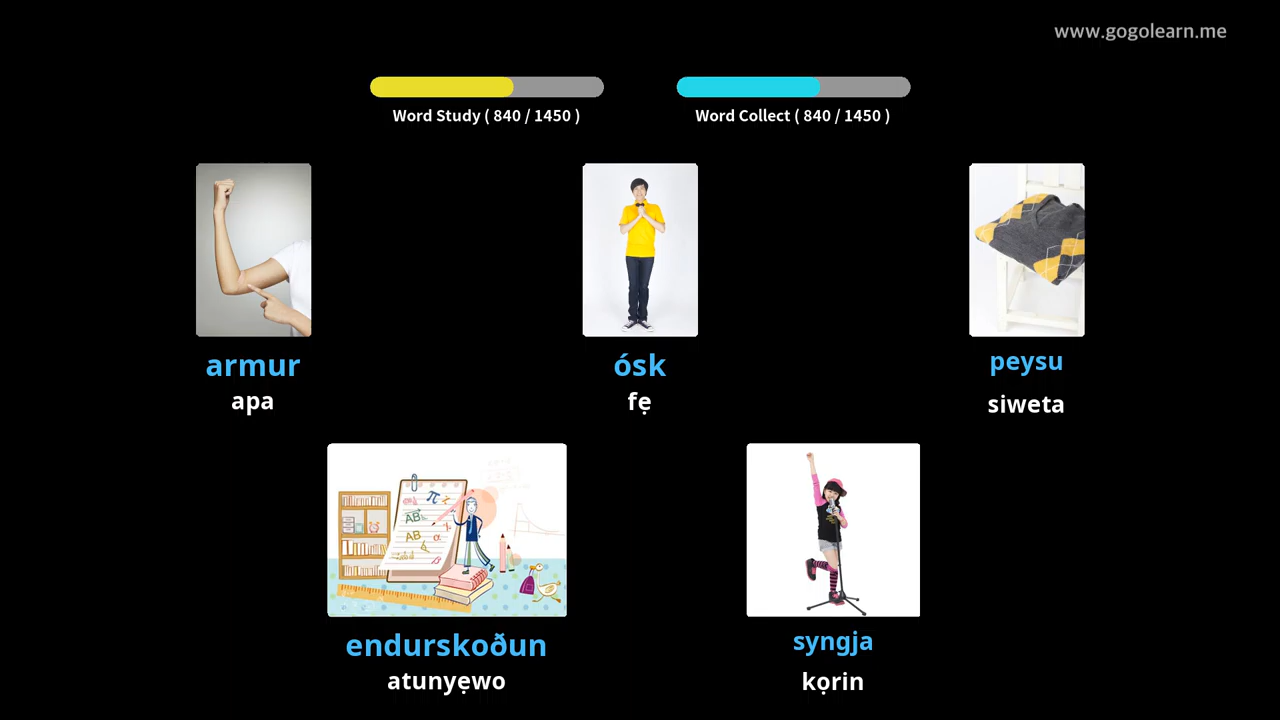 www.gogolearn.me
Word Study ( 840 / 1450 )
Word Collect ( 840 / 1450 )
armur
apa
ósk
fẹ
peysu
siweta
endurskoðun
atunyẹwo
syngja
kọrin